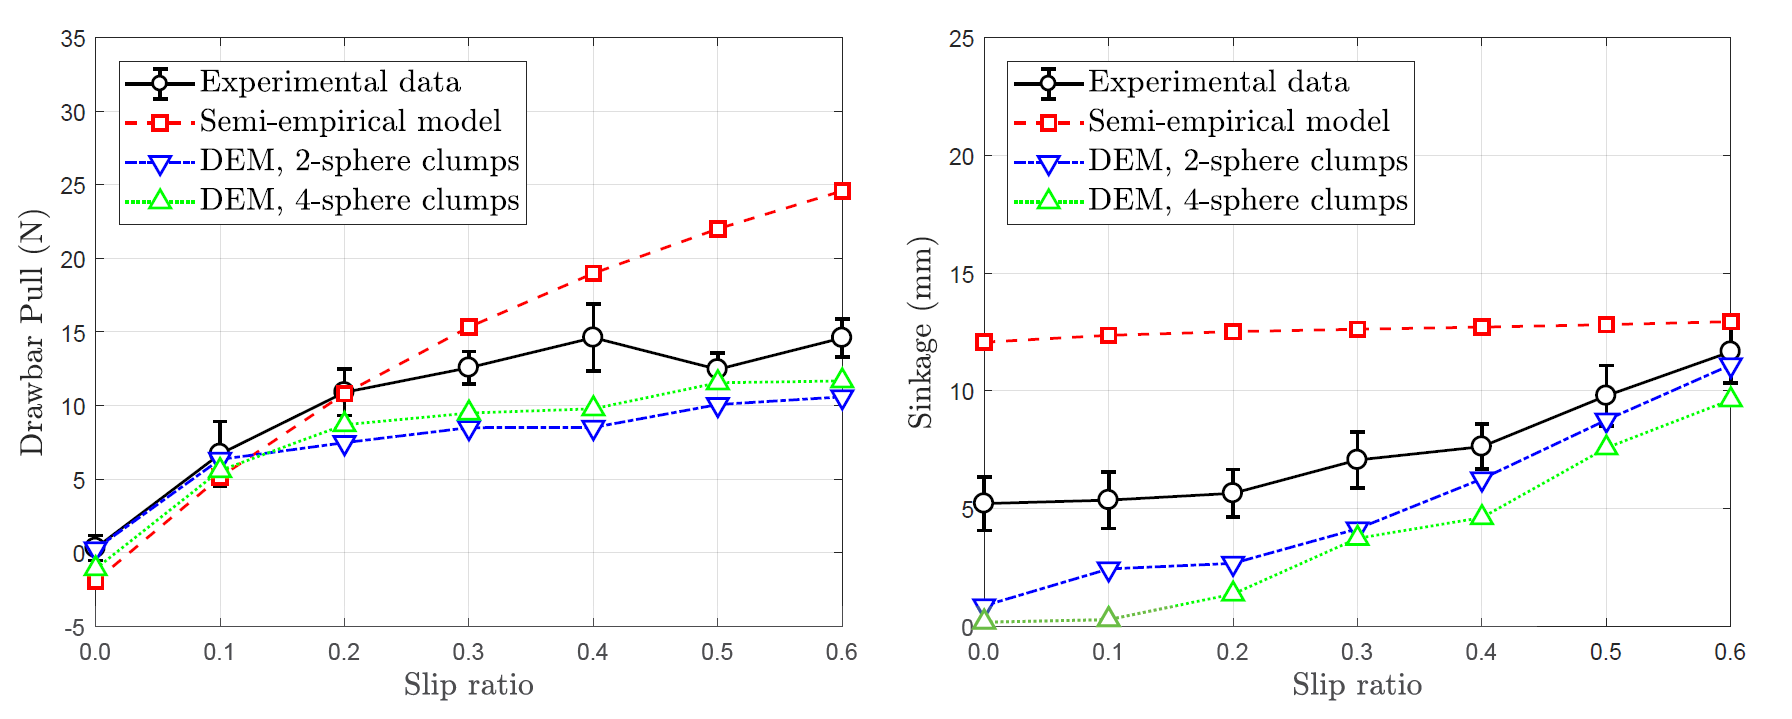 35
30
25
20
15
10
5
0
-5
Drawbar Pull (N)
Experimental data
Semi-empirical model
DEM, 2-sphere clumps
DEM, 4-sphere clumps
0.0 0.1 0.2 0.3 0.4 0.5 0.6
Slip ratio
25
20
15
10
5
0
Sinkage (mm)
Experimental data
Semi-empirical model
DEM, 2-sphere clumps
DEM, 4-sphere clumps
0.0 0.1 0.2 0.3 0.4 0.5 0.6
Slip ratio